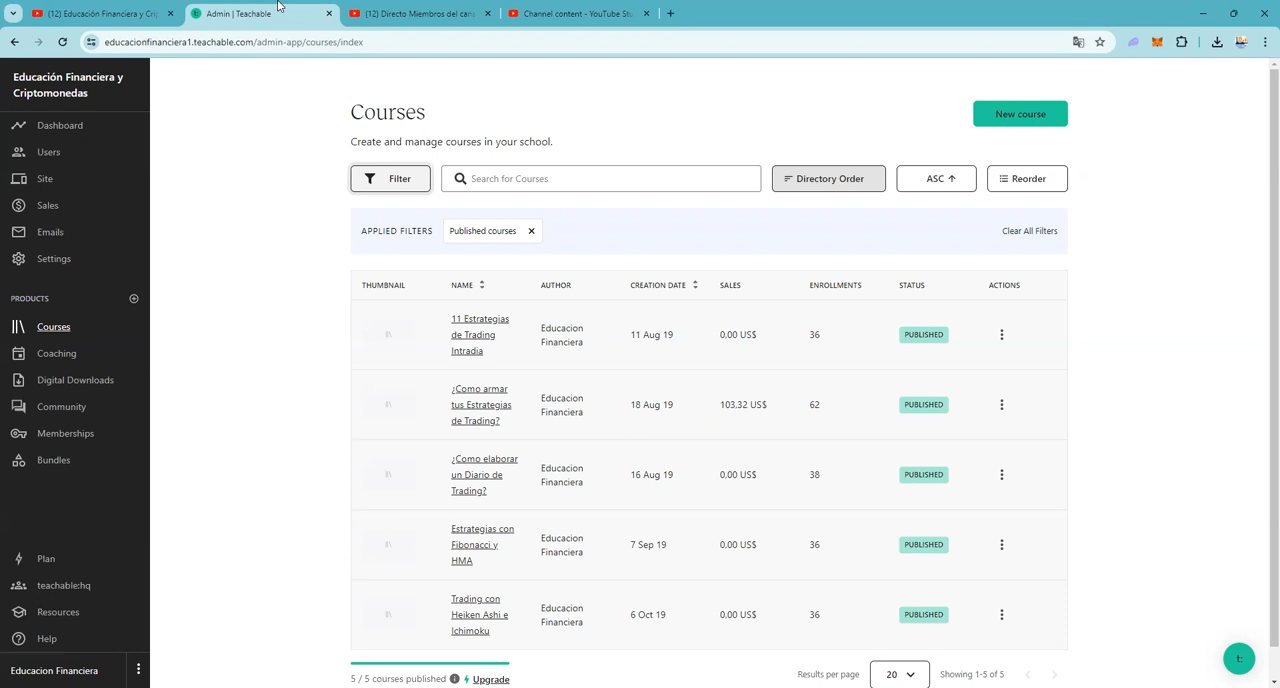 (12) Educación Financiera y Crip
Admin | Teachable
(12) Directo Miembros del cana
Channel content - YouTube Stu
educacionfinanciera1.teachable.com/admin-app/courses/index
Educación Financiera y
Criptomonedas
Dashboard
Users
Site
Sales
Emails
Settings
PRODUCTS
Courses
Coaching
Digital Downloads
Community
Memberships
Bundles
Plan
teachable:hq
Resources
Help
Educacion Financiera
Courses
New course
Create and manage courses in your school.
Filter
Search for Courses
Directory Order
ASC
Reorder
APPLIED FILTERS
Published courses
Clear All Filters
THUMBNAIL NAME AUTHOR CREATION DATE SALES ENROLLMENTS STATUS ACTIONS
11 Estrategias
de Trading
Intradia
Educacion
Financiera
11 Aug 19
0,00 US$
36
PUBLISHED
¿Como armar
tus Estrategias
de Trading?
Educacion
Financiera
18 Aug 19
103,32 US$
62
PUBLISHED
¿Como elaborar
un Diario de
Trading?
Educacion
Financiera
16 Aug 19
0,00 US$
38
PUBLISHED
Estrategias con
Fibonacci y
HMA
Educacion
Financiera
7 Sep 19
0,00 US$
36
PUBLISHED
Trading con
Heiken Ashi e
Ichimoku
Educacion
Financiera
6 Oct 19
0,00 US$
36
PUBLISHED
5 / 5 courses published
Upgrade
Results per page
20
Showing 1-5 of 5
t: